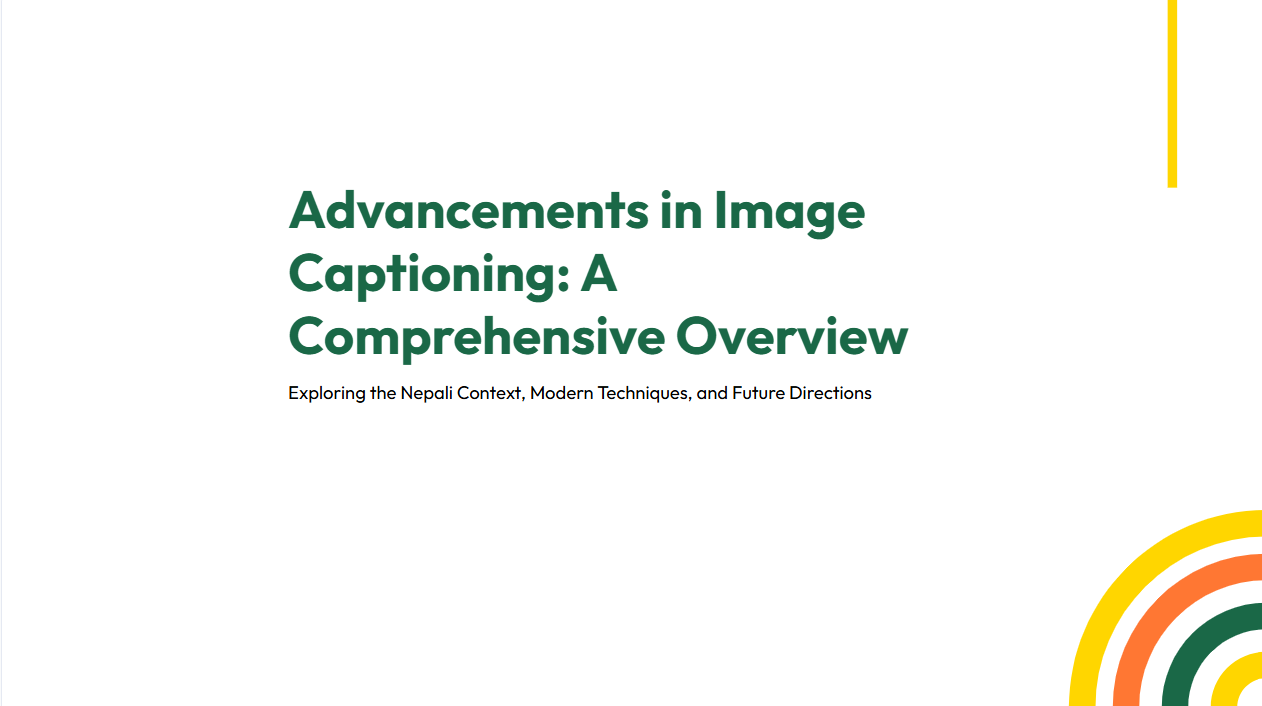 Advancements in Image
Captioning: A
Comprehensive Overview
Exploring the Nepali Context, Modern Techniques, and Future Directions